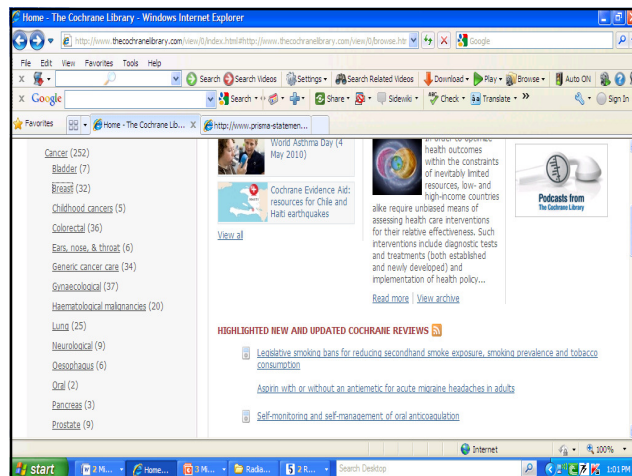 Home - The Cochrane Library - Windows Internet Explorer
http://www.thecochranelibrary.com/view/0/index.html#http://www.thecochranelibrary.com/view/0/browse.htr
Google
File Edit View Favorites Tools Help
Search Search Videos Settings Search Related Videos Download Play Browse Auto ON
Google Search Share Sidewiki Check Translate Sign In
Favorites Home - The Cochrane Lib... X http://www.prisma-statemen...
Cancer (252)
Bladder (7)
Breast (32)
Childhood cancers (5)
Colorectal (36)
Ears, nose, & throat (6)
Generic cancer care (34)
Gynaecological (37)
Haematological malignancies (20)
Lung (25)
Neurological (9)
Oesophagus (6)
Oral (2)
Pancreas (3)
Prostate (9)
World Asthma Day (4
May 2010)
Cochrane Evidence Aid:
resources for Chile and
Haiti earthquakes
View all
health outcomes
within the constraints
of inevitably limited
resources, low- and
high-income countries
alike require unbiased means of
assessing health care interventions
for their relative effectiveness. Such
interventions include diagnostic tests
and treatments (both established
and newly developed) and
implementation of health policy...
Read more | View archive
Podcasts from
The Cochrane Library
HIGHLIGHTED NEW AND UPDATED COCHRANE REVIEWS
Legislative smoking bans for reducing secondhand smoke exposure, smoking prevalence and tobacco
consumption
Aspirin with or without an antiemetic for acute migraine headaches in adults
Self-monitoring and self-management of oral anticoagulation
Internet 100%
start 2 Mi... Home... 3 Mi... Radia... 2 R... Search Desktop 1:01 PM